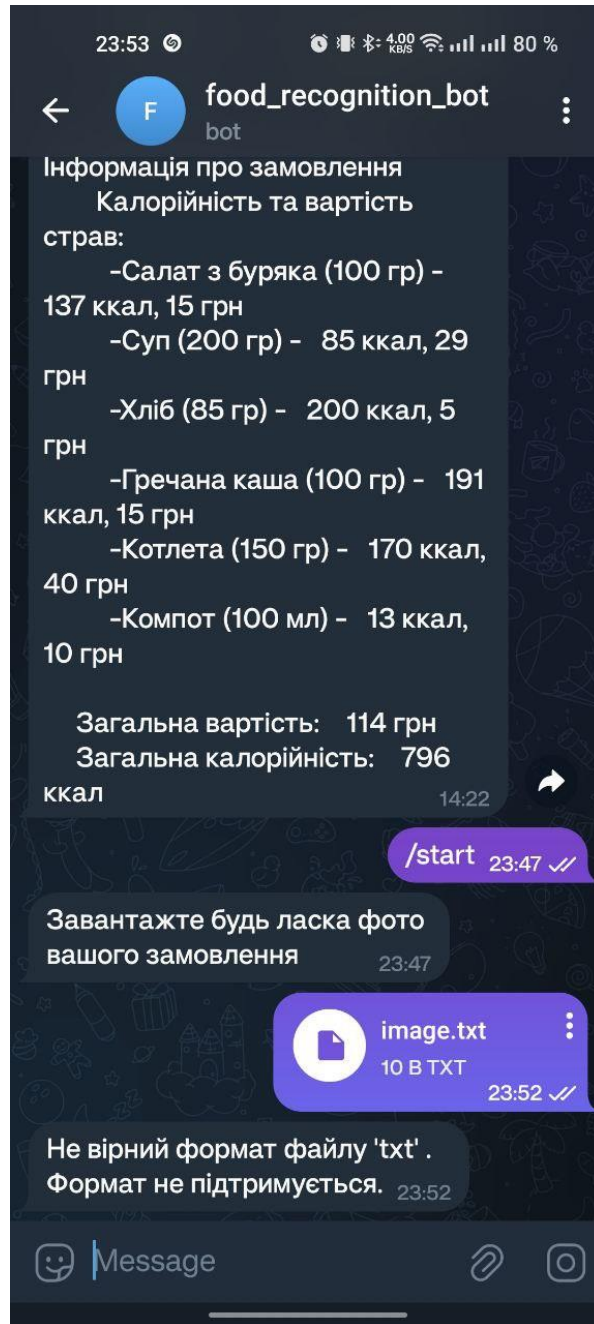 23:53 4.00 KB/S 80 %
F food_recognition_bot
bot
Інформація про замовлення
Калорійність та вартість
страв:
-Салат з буряка (100 гр) -
137 ккал, 15 грн
-Суп (200 гр) - 85 ккал, 29
грн
-Хліб (85 гр) - 200 ккал, 5
грн
-Гречана каша (100 гр) - 191
ккал, 15 грн
-Котлета (150 гр) - 170 ккал,
40 грн
-Компот (100 мл) - 13 ккал,
10 грн
Загальна вартість: 114 грн
Загальна калорійність: 796
ккал 14:22
/start 23:47
Завантажте будь ласка фото
вашого замовлення 23:47
image.txt
10 B TXT
23:52
Не вірний формат файлу 'txt' .
Формат не підтримується. 23:52
Message